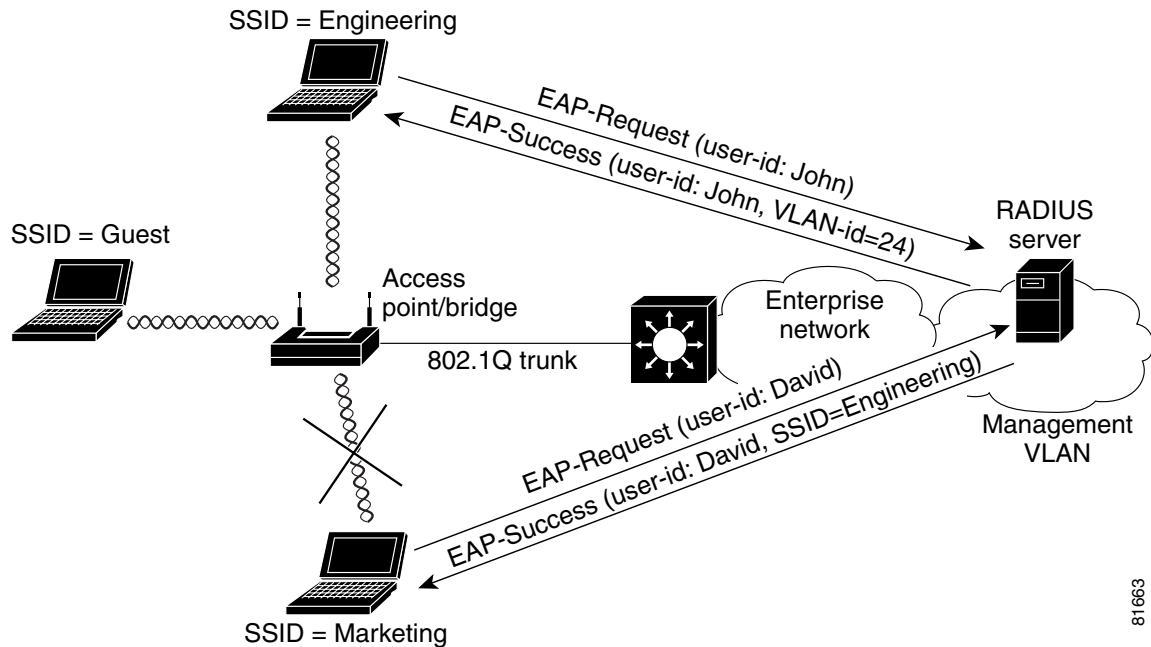 SSID = Engineering
EAP-Request (user-id: John)
EAP-Success (user-id: John, VLAN-id=24)
RADIUS
server
SSID = Guest
Access
point/bridge
Enterprise
network
802.1Q trunk
EAP-Request (user-id: David)
EAP-Success (user-id: David, SSID=Engineering)
Management
VLAN
SSID = Marketing
81663